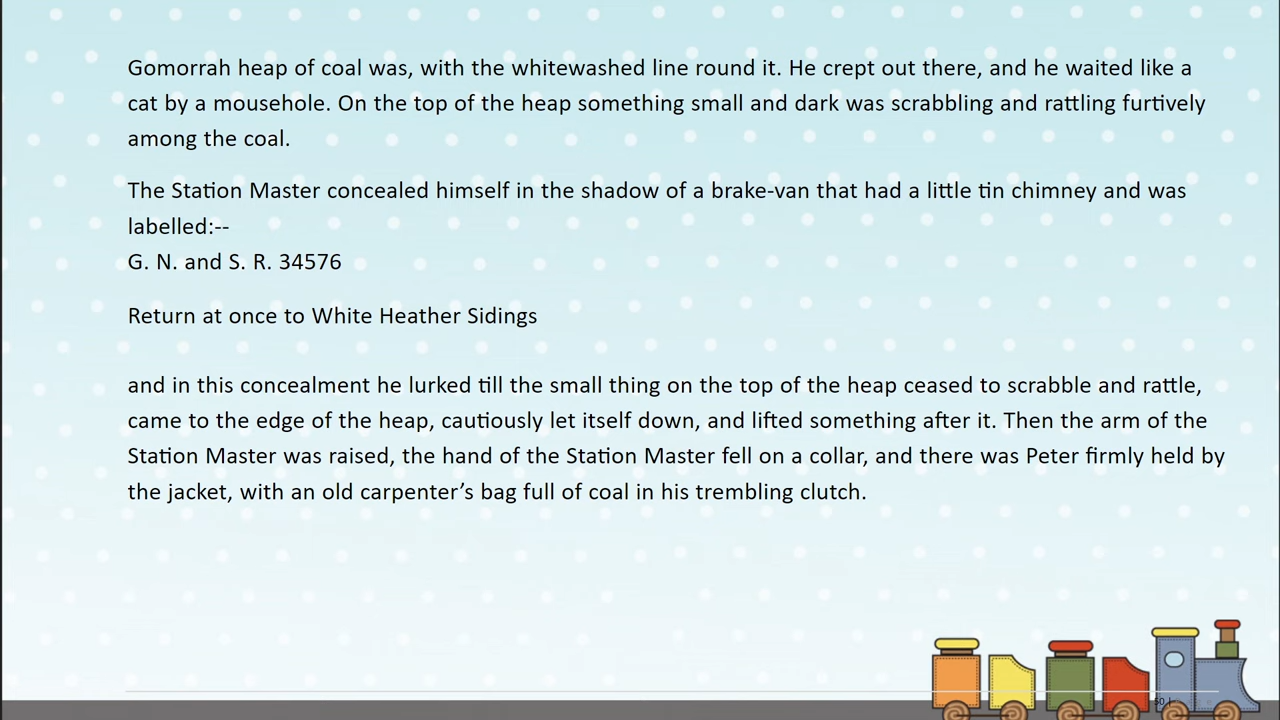 Gomorrah heap of coal was, with the whitewashed line round it. He crept out there, and he waited like a
cat by a mousehole. On the top of the heap something small and dark was scrabbling and rattling furtively
among the coal.
The Station Master concealed himself in the shadow of a brake-van that had a little tin chimney and was
labelled:--
G. N. and S. R. 34576
Return at once to White Heather Sidings
and in this concealment he lurked till the small thing on the top of the heap ceased to scrabble and rattle,
came to the edge of the heap, cautiously let itself down, and lifted something after it. Then the arm of the
Station Master was raised, the hand of the Station Master fell on a collar, and there was Peter firmly held by
the jacket, with an old carpenter’s bag full of coal in his trembling clutch.